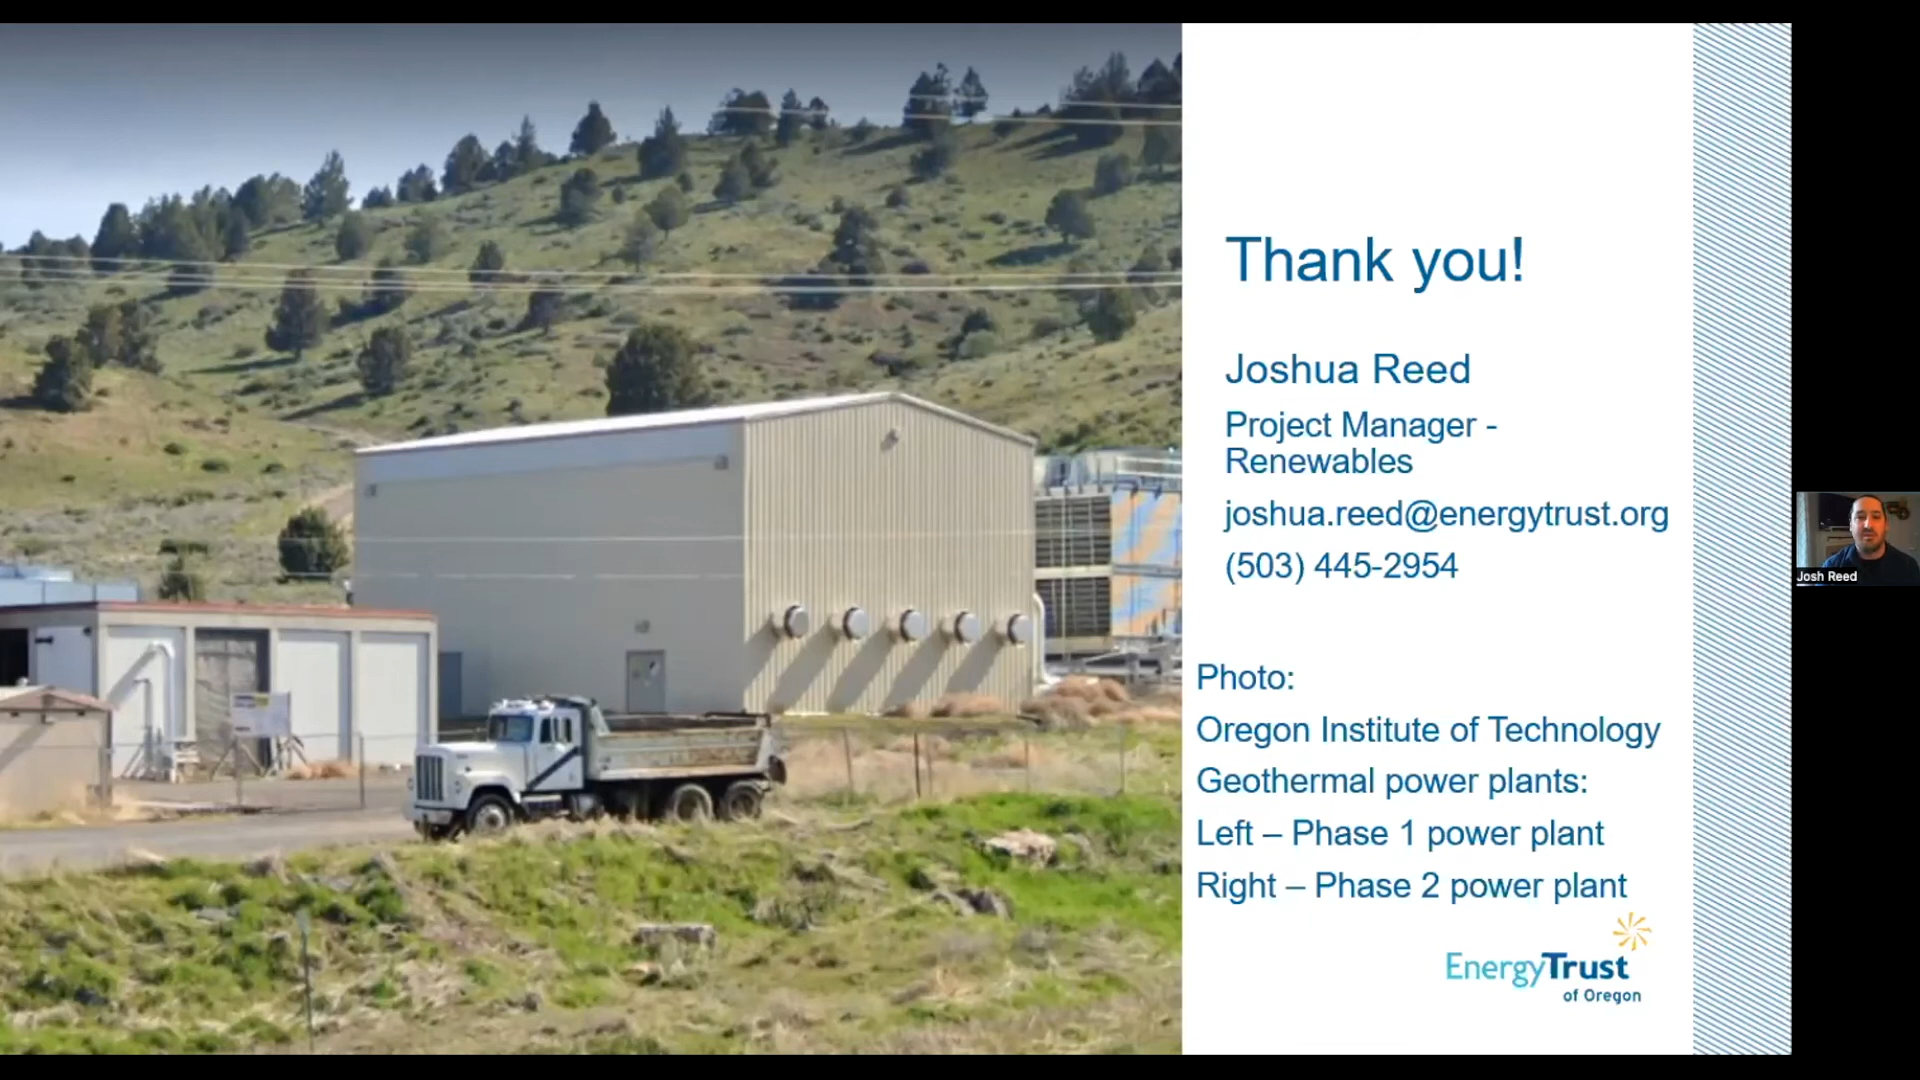 Thank you!
Joshua Reed
Project Manager -
Renewables
joshua.reed@energytrust.org
(503) 445-2954
Photo:
Oregon Institute of Technology
Geothermal power plants:
Left – Phase 1 power plant
Right – Phase 2 power plant
EnergyTrust
of Oregon
Josh Reed